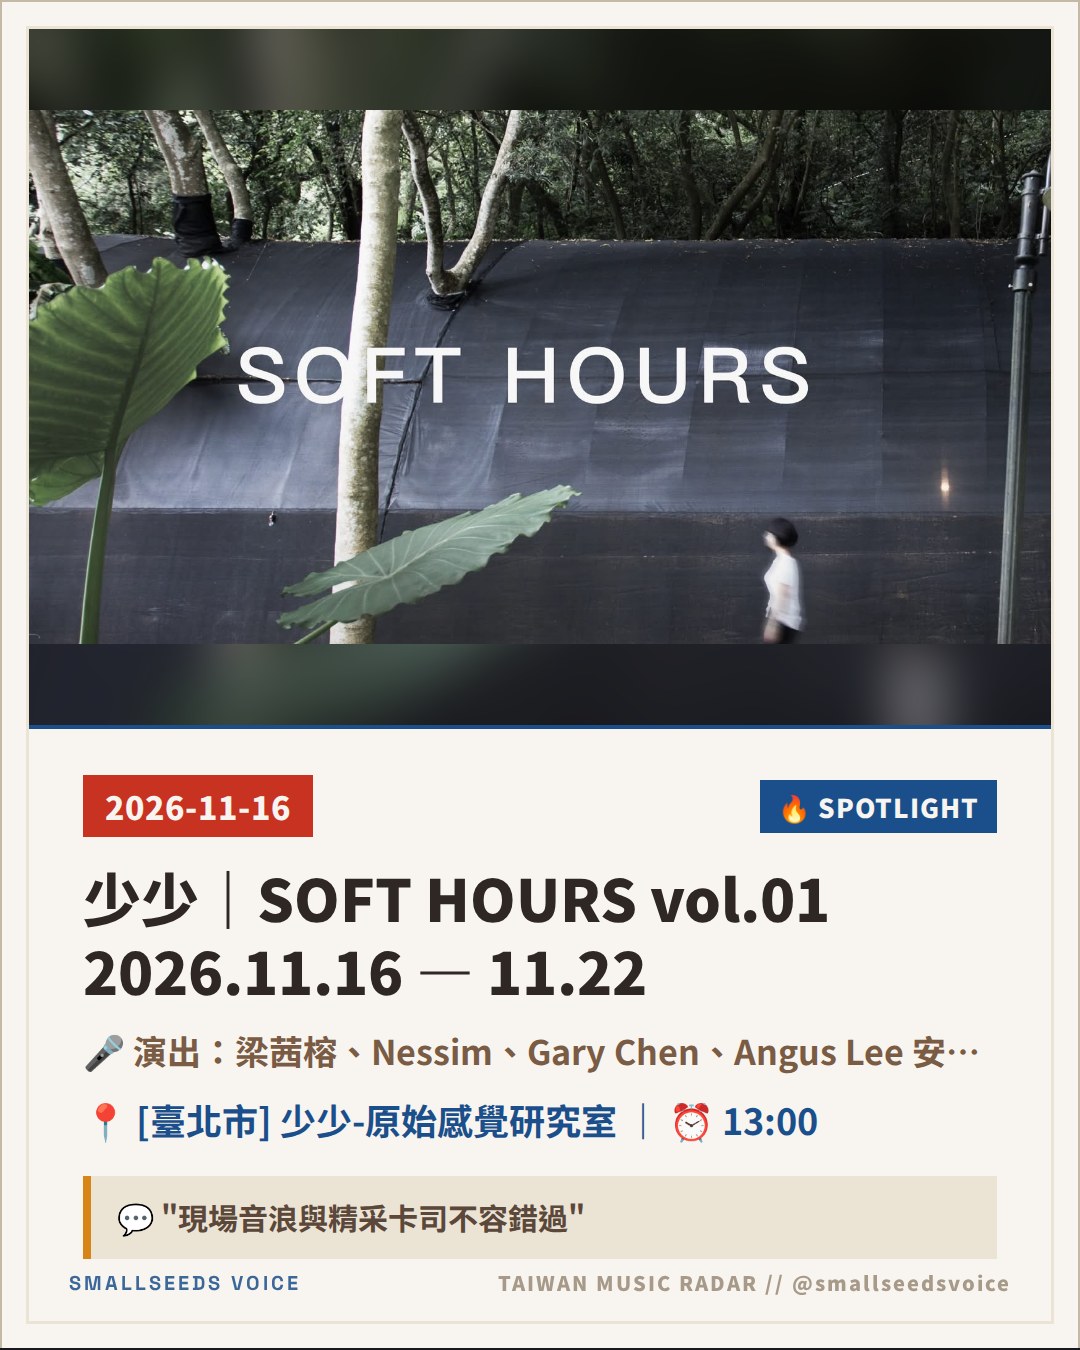 SOFT HOURS
2026-11-16
🔥 SPOTLIGHT
少少｜SOFT HOURS vol.01
2026.11.16 — 11.22
🎤 演出：梁茜榕、Nessim、Gary Chen、Angus Lee 安…
📍 [臺北市] 少少-原始感覺研究室 ｜ ⏰ 13:00
💬 "現場音浪與精采卡司不容錯過"
SMALLSEEDS VOICE
TAIWAN MUSIC RADAR // @smallseedsvoice